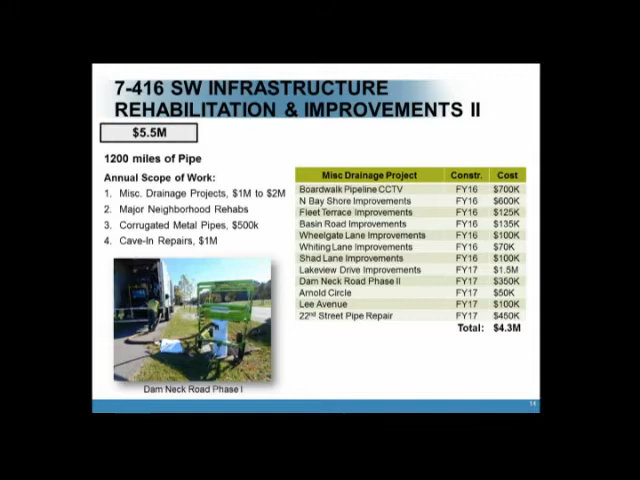 7-416 SW INFRASTRUCTURE
REHABILITATION & IMPROVEMENTS II
$5.5M
1200 miles of Pipe
Annual Scope of Work:
1. Misc. Drainage Projects, $1M to $2M
2. Major Neighborhood Rehabs
3. Corrugated Metal Pipes, $500k
4. Cave-In Repairs, $1M
Dam Neck Road Phase I
Misc Drainage Project Constr. Cost
Boardwalk Pipeline CCTV FY16 $700K
N Bay Shore Improvements FY16 $600K
Fleet Terrace Improvements FY16 $125K
Basin Road Improvements FY16 $135K
Wheelgate Lane Improvements FY16 $100K
Whiting Lane Improvements FY16 $70K
Shad Lane Improvements FY16 $100K
Lakeview Drive Improvements FY17 $1.5M
Dam Neck Road Phase II FY17 $350K
Arnold Circle FY17 $50K
Lee Avenue FY17 $100K
22nd Street Pipe Repair FY17 $450K
Total: $4.3M
14